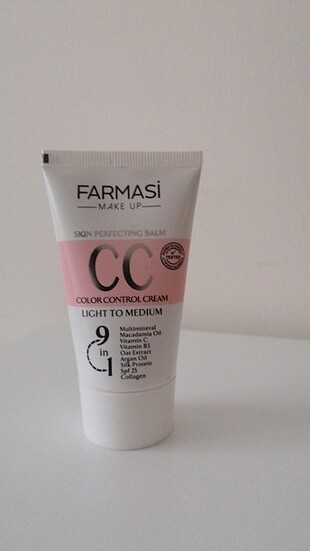 FARMASi
MAKE UP
SKIN PERFECTING BALM
CC
TESTED
COLOR CONTROL CREAM
LIGHT TO MEDIUM
9 in 1
Multimineral
Macadamia Oil
Vitamin C
Vitamin B3
Oat Extract
Argan Oil
Silk Protein
Spf 25
Collagen